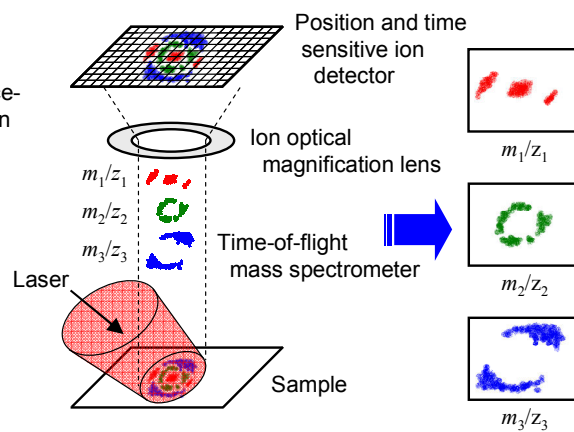 Position and time
sensitive ion
detector
ce-
n
Ion optical
magnification lens
m₁/z₁
m₂/z₂
m₃/z₃
Time-of-flight
mass spectrometer
Laser
Sample
m₁/z₁
m₂/z₂
m₃/z₃